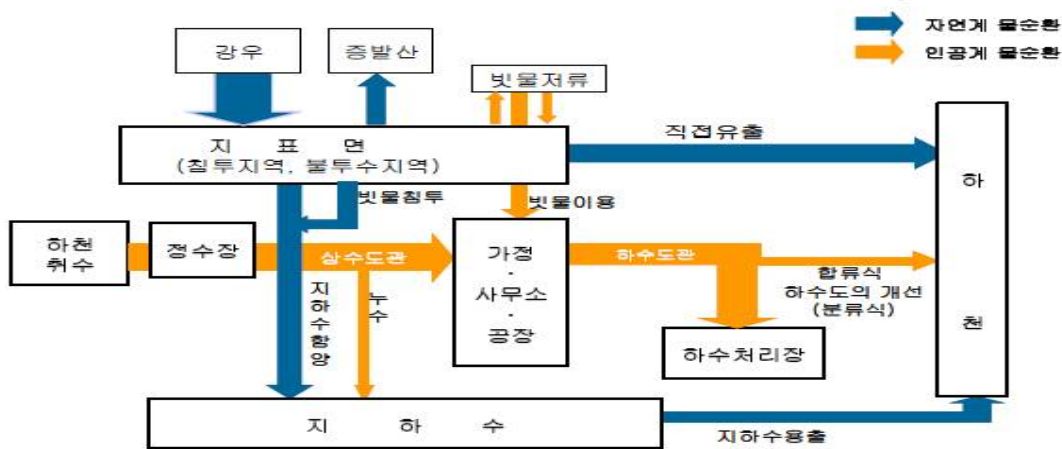 자연계 물순환
인공계 물순환
강우
증발산
빗물저류
지 표 면
(침투지역, 불투수지역)
직접유출
빗물침투
빗물이용
하천
취수
정수장
상수도관
가정
·
사무소
·
공장
하수도관
합류식
하수도의 개선
(분류식)
하수처리장
하
천
지하수함양
누수
지 하 수
지하수용출